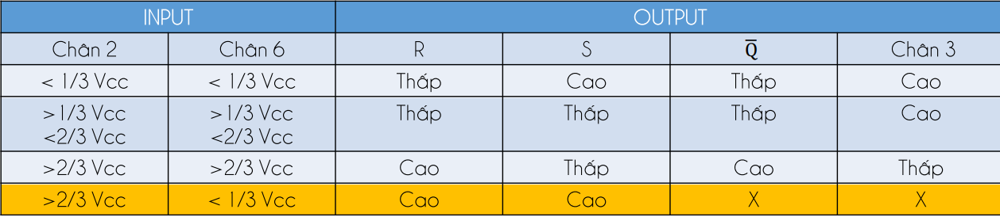 INPUT OUTPUT
Chân 2 Chân 6 R S Q̅ Chân 3
< 1/3 Vcc < 1/3 Vcc Thấp Cao Thấp Cao
>1/3 Vcc >1/3 Vcc Thấp Thấp Thấp Cao
<2/3 Vcc <2/3 Vcc
>2/3 Vcc >2/3 Vcc Cao Thấp Cao Thấp
>2/3 Vcc < 1/3 Vcc Cao Cao X X